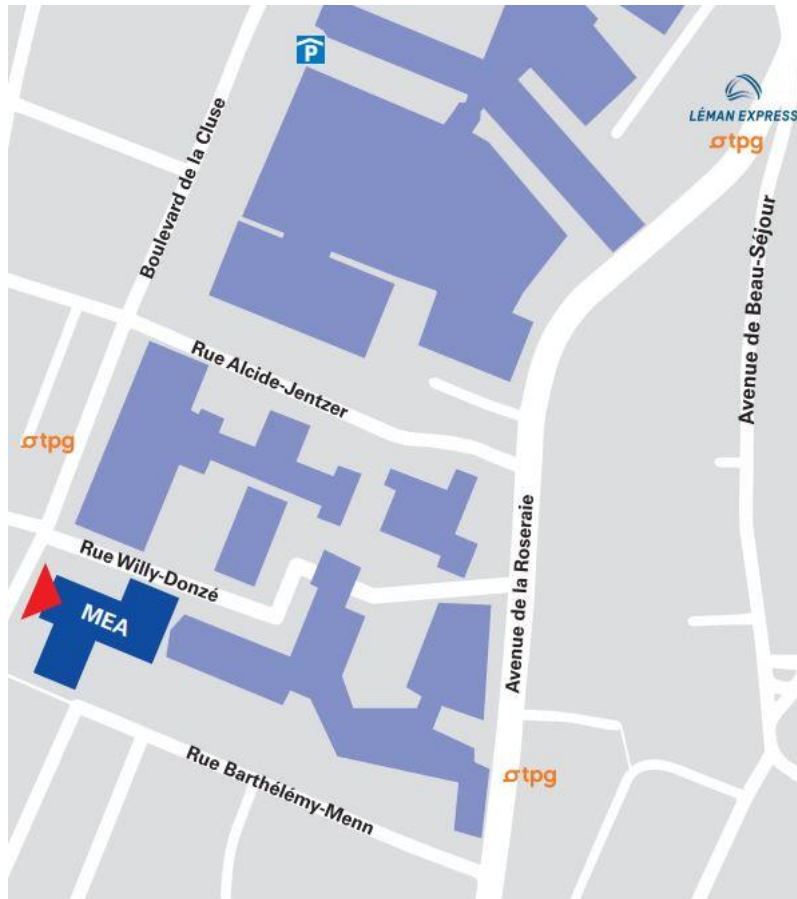 P
LÉMAN EXPRESS
tpg
Boulevard de la Cluse
Avenue de Beau-Séjour
Rue Alcide-Jentzer
tpg
Avenue de la Roseraie
Rue Willy-Donzé
MEA
tpg
Rue Barthélémy-Menn